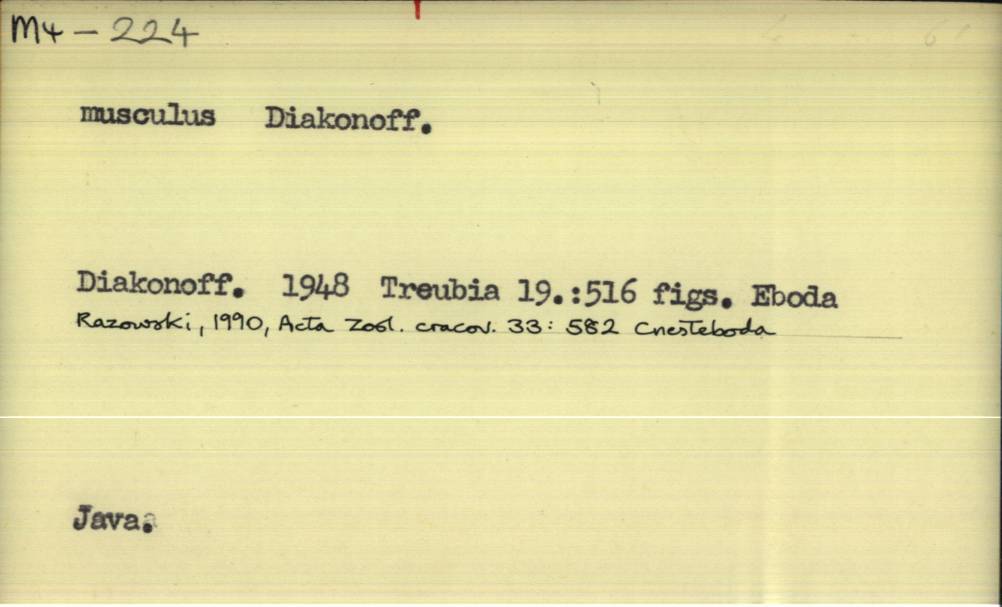 M4 - 224
musculus Diakonoff.
Diakonoff. 1948 Treubia 19.:516 figs. Eboda
Razowski, 1990, Acta Zool. cracov. 33: 582 Cnesteboda
Java.